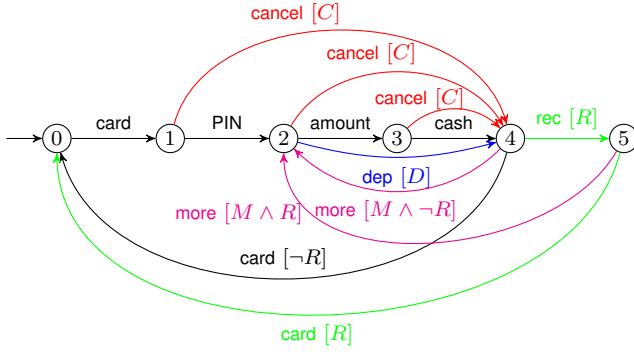 cancel [C]
cancel [C]
cancel [C]
card
PIN
amount
cash
rec [R]
0
1
2
3
4
5
dep [D]
more [M ∧ R]
more [M ∧ ¬R]
card [¬R]
card [R]